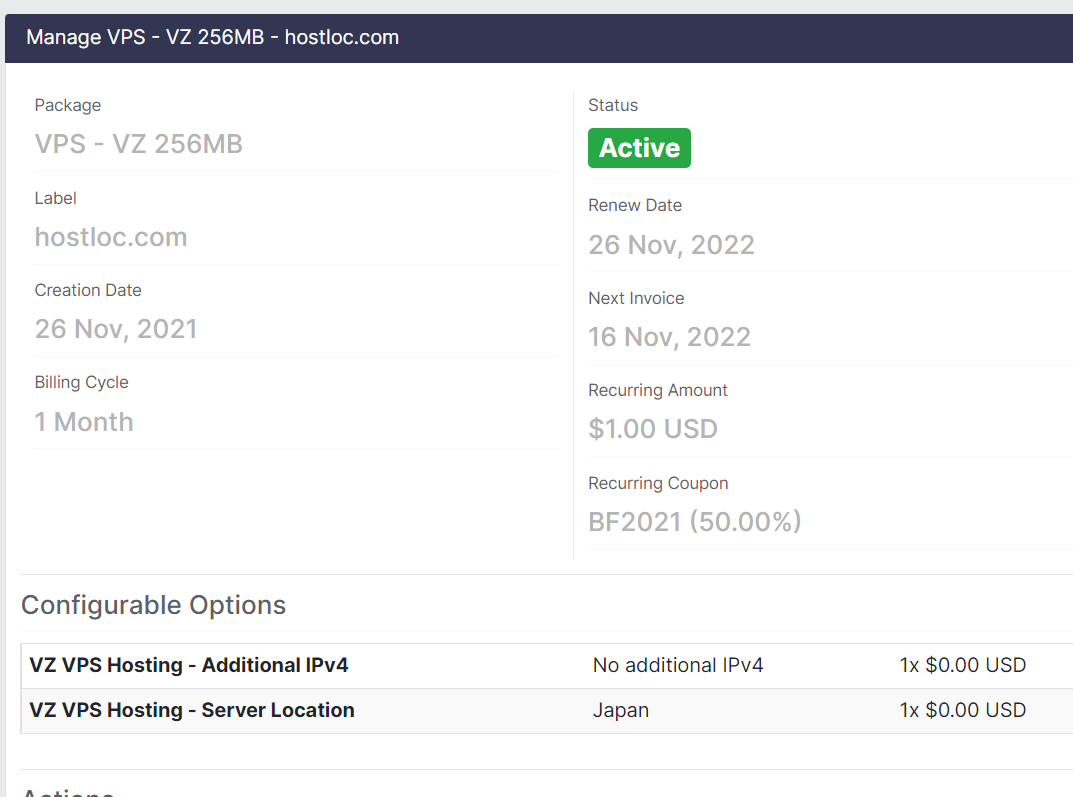 Manage VPS - VZ 256MB - hostloc.com
Package
VPS - VZ 256MB
Label
hostloc.com
Creation Date
26 Nov, 2021
Billing Cycle
1 Month
Status
Active
Renew Date
26 Nov, 2022
Next Invoice
16 Nov, 2022
Recurring Amount
$1.00 USD
Recurring Coupon
BF2021 (50.00%)
Configurable Options
VZ VPS Hosting - Additional IPv4 No additional IPv4 1x $0.00 USD
VZ VPS Hosting - Server Location Japan 1x $0.00 USD
Actions